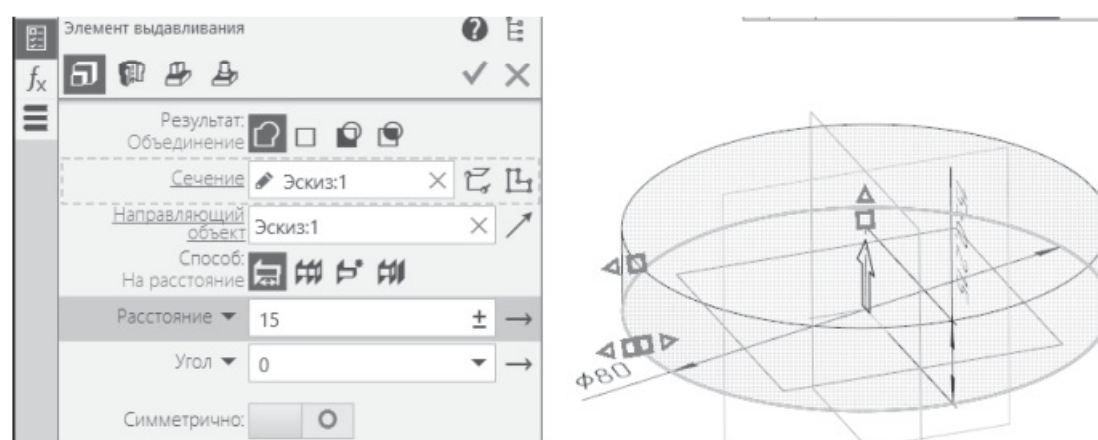 Элемент выдавливания
fx
Результат:
Объединение
Сечение
Эскиз:1
Направляющий
объект
Эскиз:1
Способ:
На расстояние
Расстояние
15
±
Угол
0
Симметрично:
Ф80